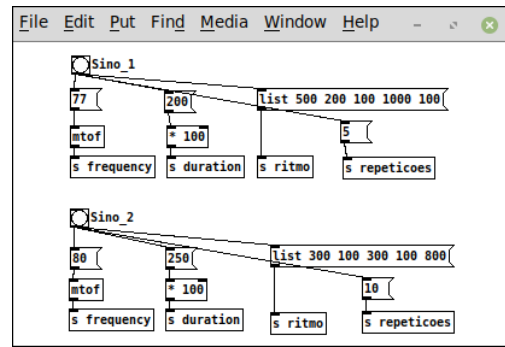 File Edit Put Find Media Window Help
Sino_1
77 200 list 500 200 100 1000 100
5
mtof * 100
s frequency s duration s ritmo s repeticoes
Sino_2
80 250 list 300 100 300 100 800
mtof * 100 10
s frequency s duration s ritmo s repeticoes